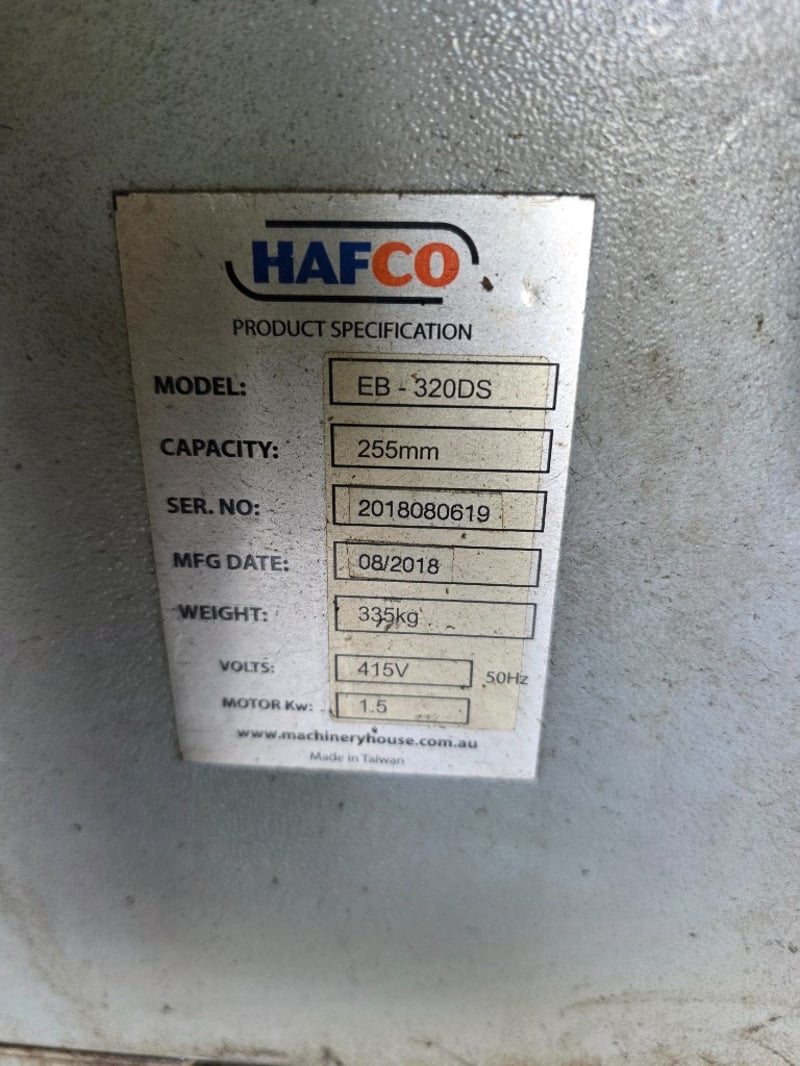 HAFCO
PRODUCT SPECIFICATION
MODEL: EB - 320DS
CAPACITY: 255mm
SER. NO: 2018080619
MFG DATE: 08/2018
WEIGHT: 335kg
VOLTS: 415V 50Hz
MOTOR Kw: 1.5
www.machineryhouse.com.au
Made in Taiwan